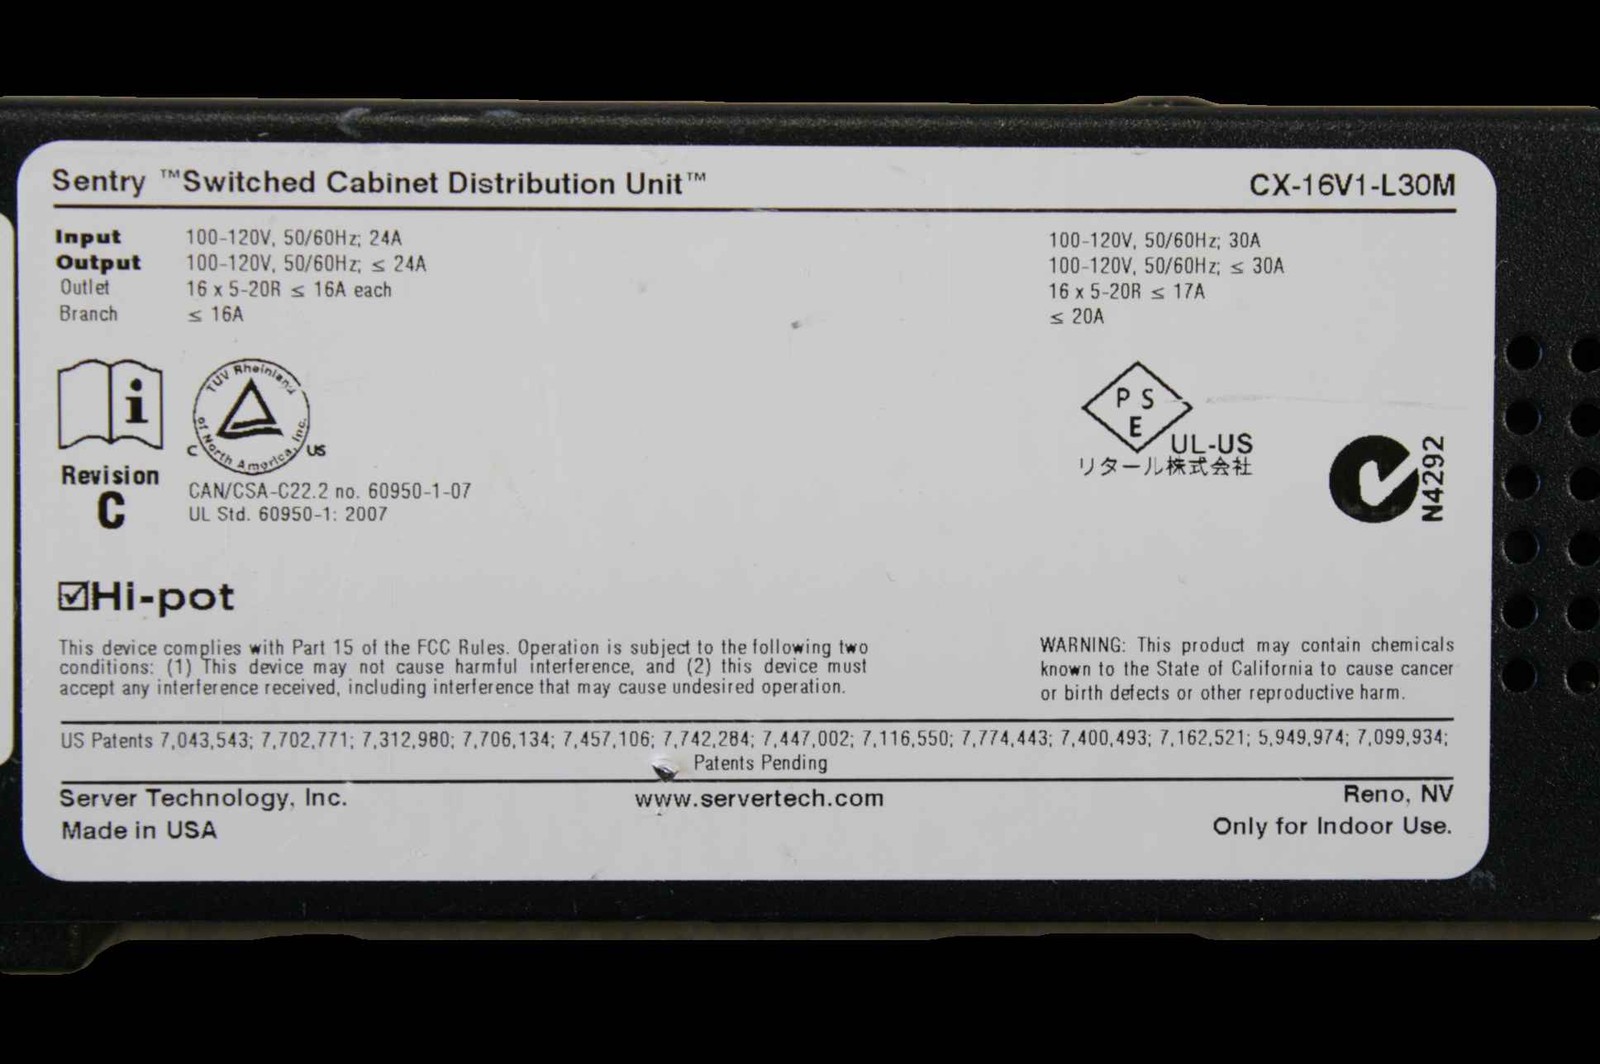 Sentry ™Switched Cabinet Distribution Unit™ CX-16V1-L30M
Input 100-120V, 50/60Hz; 24A 100-120V, 50/60Hz; 30A
Output 100-120V, 50/60Hz; ≤ 24A 100-120V, 50/60Hz; ≤ 30A
Outlet 16 x 5-20R ≤ 16A each 16 x 5-20R ≤ 17A
Branch ≤ 16A ≤ 20A
i
TUV Rheinland
of North America, Inc.
C US
P S
E
UL-US
リタール株式会社
N4292
Revision
C
CAN/CSA-C22.2 no. 60950-1-07
UL Std. 60950-1: 2007
☑Hi-pot
This device complies with Part 15 of the FCC Rules. Operation is subject to the following two
conditions: (1) This device may not cause harmful interference, and (2) this device must
accept any interference received, including interference that may cause undesired operation.
WARNING: This product may contain chemicals
known to the State of California to cause cancer
or birth defects or other reproductive harm.
US Patents 7,043,543; 7,702,771; 7,312,980; 7,706,134; 7,457,106; 7,742,284; 7,447,002; 7,116,550; 7,774,443; 7,400,493; 7,162,521; 5,949,974; 7,099,934;
Patents Pending
Server Technology, Inc. www.servertech.com Reno, NV
Made in USA Only for Indoor Use.